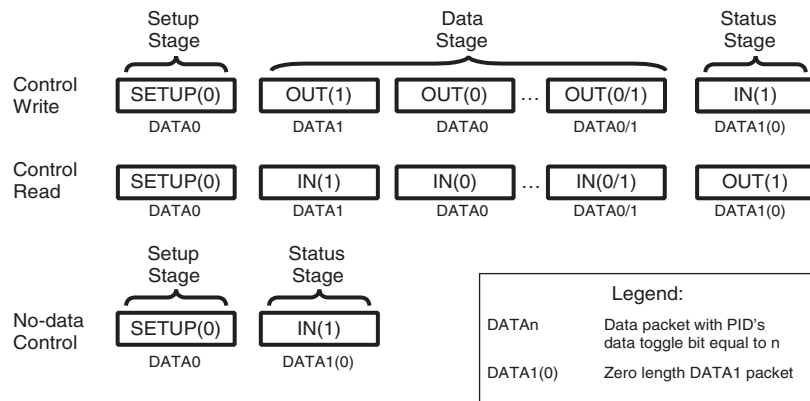 Setup
Stage
Data
Stage
Status
Stage
Control
Write
SETUP(0) OUT(1) OUT(0) ... OUT(0/1) IN(1)
DATA0 DATA1 DATA0 DATA0/1 DATA1(0)
Control
Read
SETUP(0) IN(1) IN(0) ... IN(0/1) OUT(1)
DATA0 DATA1 DATA0 DATA0/1 DATA1(0)
Setup
Stage
Status
Stage
No-data
Control
SETUP(0) IN(1)
DATA0 DATA1(0)
Legend:
DATAn Data packet with PID's
data toggle bit equal to n
DATA1(0) Zero length DATA1 packet